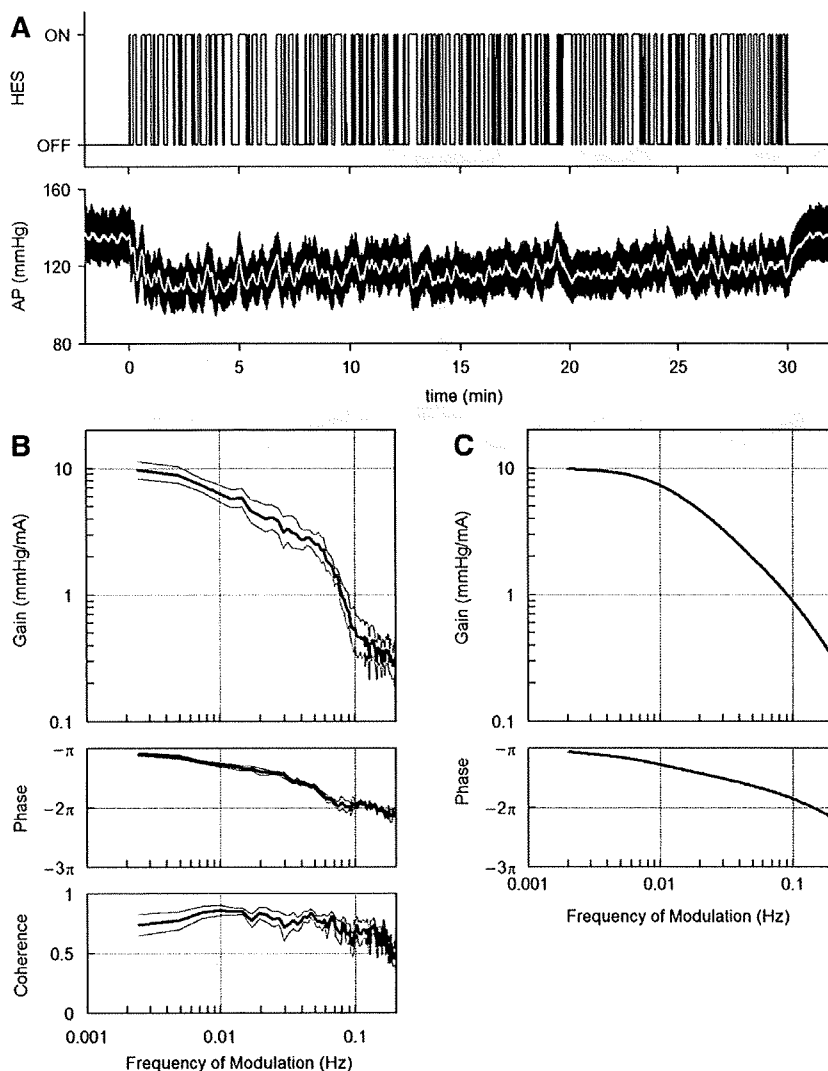 A
ON
HES
OFF
160
AP (mmHg)
120
80
0 5 10 15 20 25 30
time (min)
B
10
Gain (mmHg/mA)
1
0.1
−π
Phase
−2π
−3π
1
Coherence
0.5
0
0.001 0.01 0.1
Frequency of Modulation (Hz)
C
10
Gain (mmHg/mA)
1
0.1
−π
Phase
−2π
−3π
0.001 0.01 0.1
Frequency of Modulation (Hz)